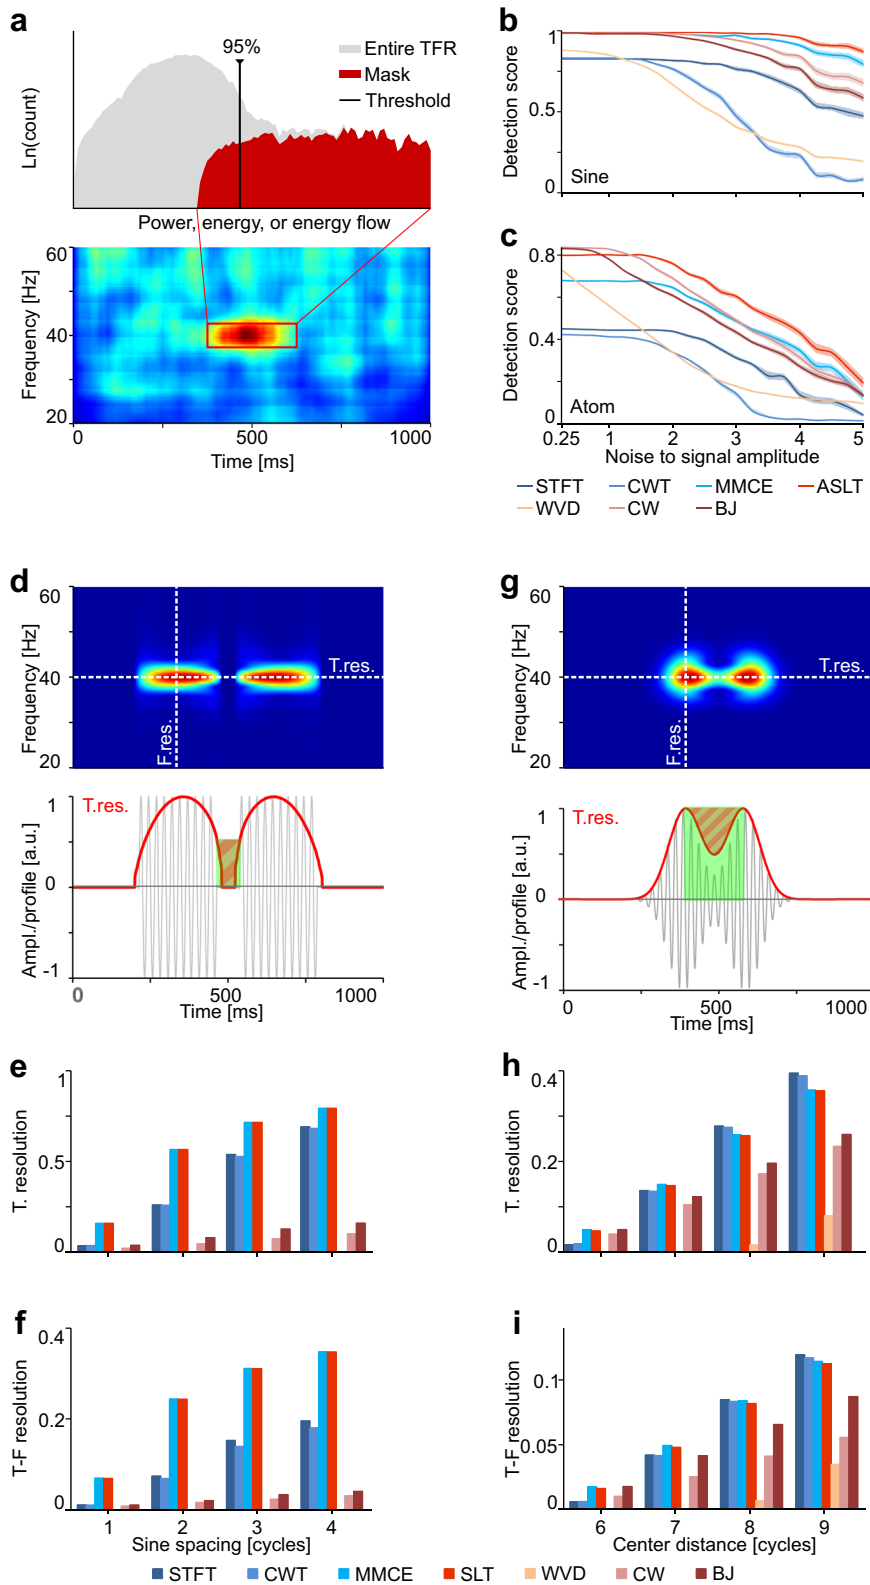 a
95%
Entire TFR
Mask
Threshold
Ln(count)
Power, energy, or energy flow
60
40
20
Frequency [Hz]
0
500
1000
Time [ms]
b
1
0.5
0
Detection score
Sine
c
0.8
0.4
0
Detection score
Atom
0.25
1
2
3
4
5
Noise to signal amplitude
STFT
CWT
MMCE
ASLT
WVD
CW
BJ
d
60
40
20
Frequency [Hz]
T.res.
F.res.
T.res.
1
0
-1
Ampl./profile [a.u.]
0
500
1000
Time [ms]
g
60
40
20
Frequency [Hz]
T.res.
F.res.
T.res.
1
0
-1
Ampl./profile [a.u.]
0
500
1000
Time [ms]
e
1
0.5
0
T. resolution
h
0.4
0.2
0
T. resolution
f
0.4
0.2
0
T-F resolution
1
2
3
4
Sine spacing [cycles]
i
0.1
0.05
0
T-F resolution
6
7
8
9
Center distance [cycles]
STFT
CWT
MMCE
SLT
WVD
CW
BJ